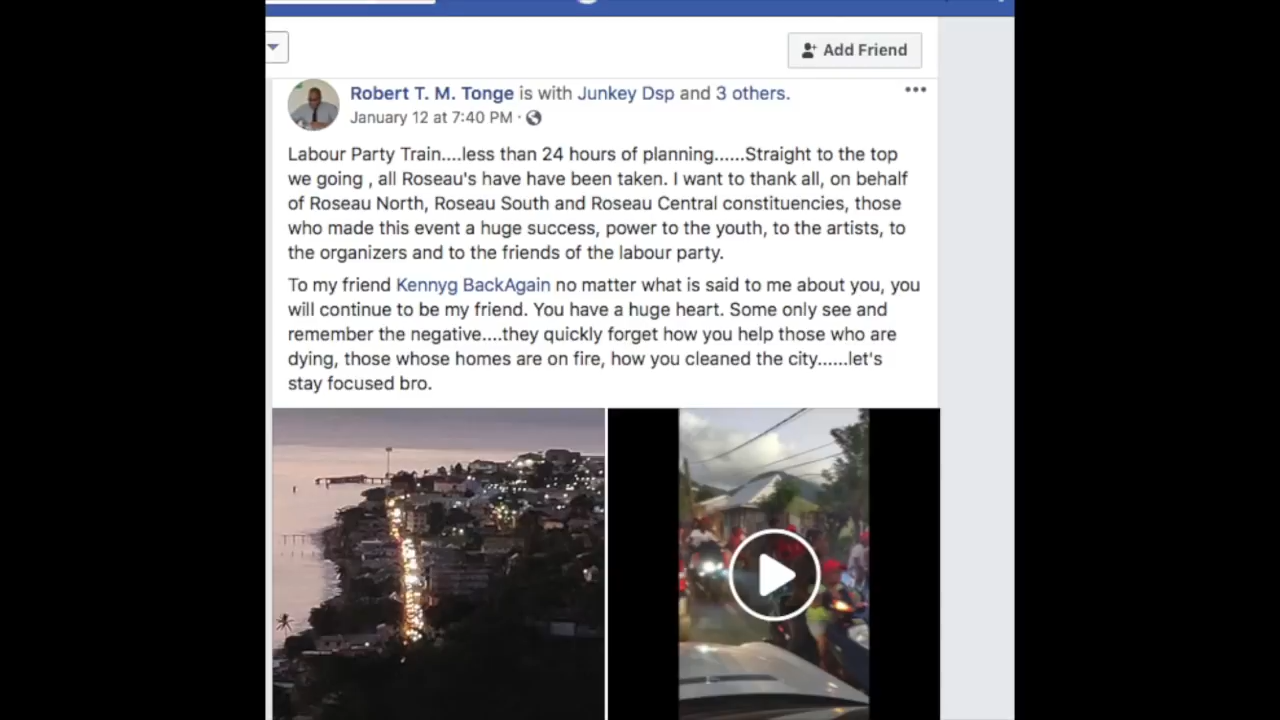 Add Friend
Robert T. M. Tonge is with Junkey Dsp and 3 others.
January 12 at 7:40 PM ·
Labour Party Train....less than 24 hours of planning......Straight to the top
we going , all Roseau's have have been taken. I want to thank all, on behalf
of Roseau North, Roseau South and Roseau Central constituencies, those
who made this event a huge success, power to the youth, to the artists, to
the organizers and to the friends of the labour party.
To my friend Kennyg BackAgain no matter what is said to me about you, you
will continue to be my friend. You have a huge heart. Some only see and
remember the negative....they quickly forget how you help those who are
dying, those whose homes are on fire, how you cleaned the city......let's
stay focused bro.